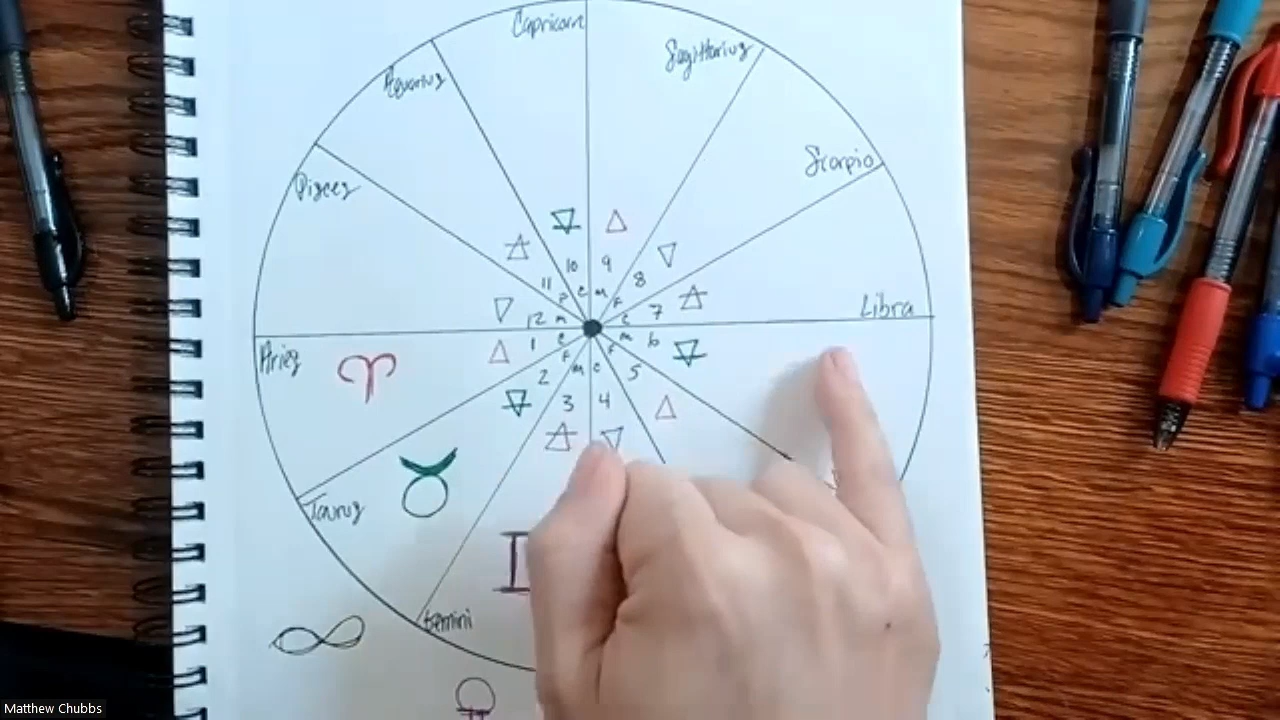 Capricorn
Sagittarius
Aquarius
Scorpio
Pisces
10 9
11 c m 8
F F
12 m c 7
Libra
1 c m 6
Aries
2 F F 5
m c
3 4
Taurus
Gemini
Matthew Chubbs